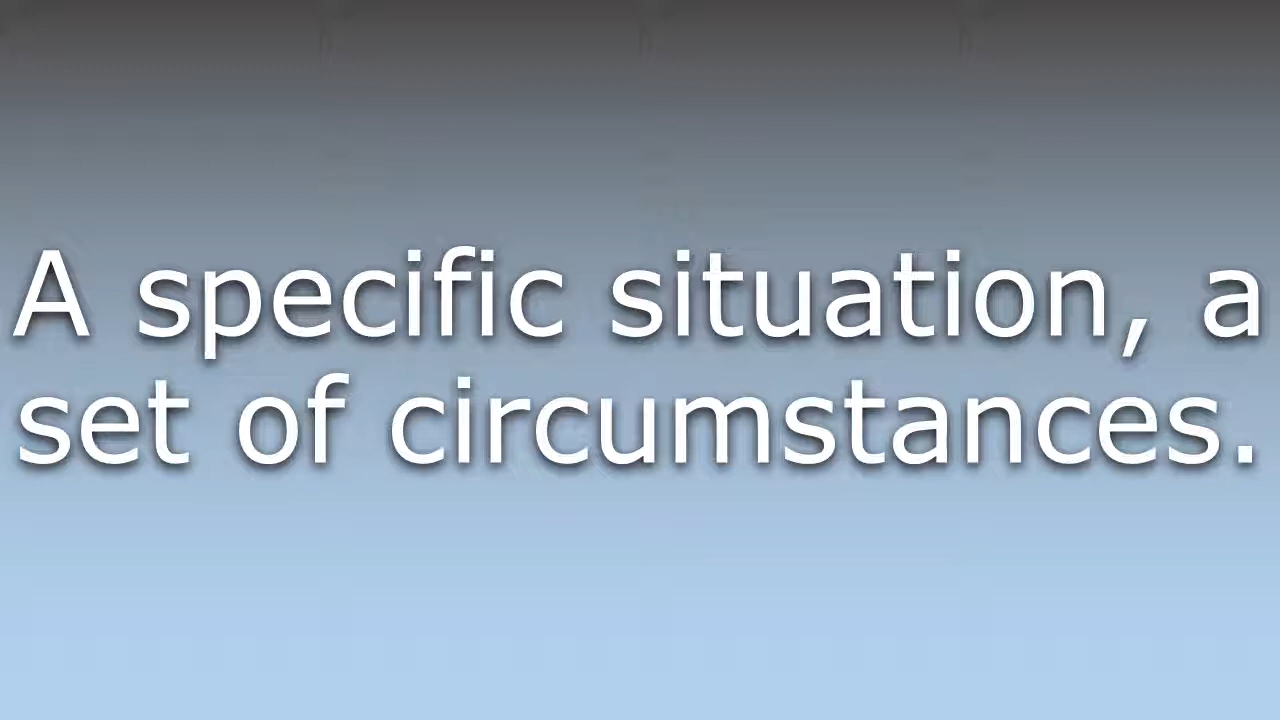 A specific situation, a
set of circumstances.